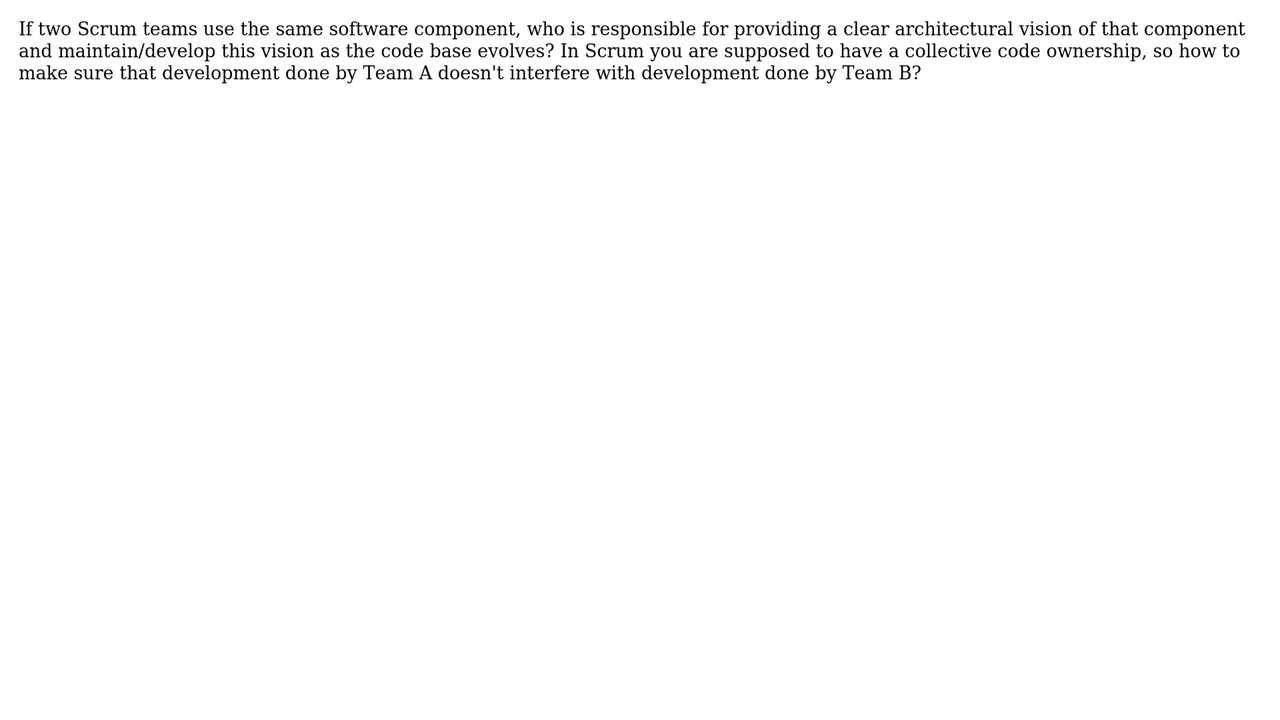 If two Scrum teams use the same software component, who is responsible for providing a clear architectural vision of that component
and maintain/develop this vision as the code base evolves? In Scrum you are supposed to have a collective code ownership, so how to
make sure that development done by Team A doesn't interfere with development done by Team B?